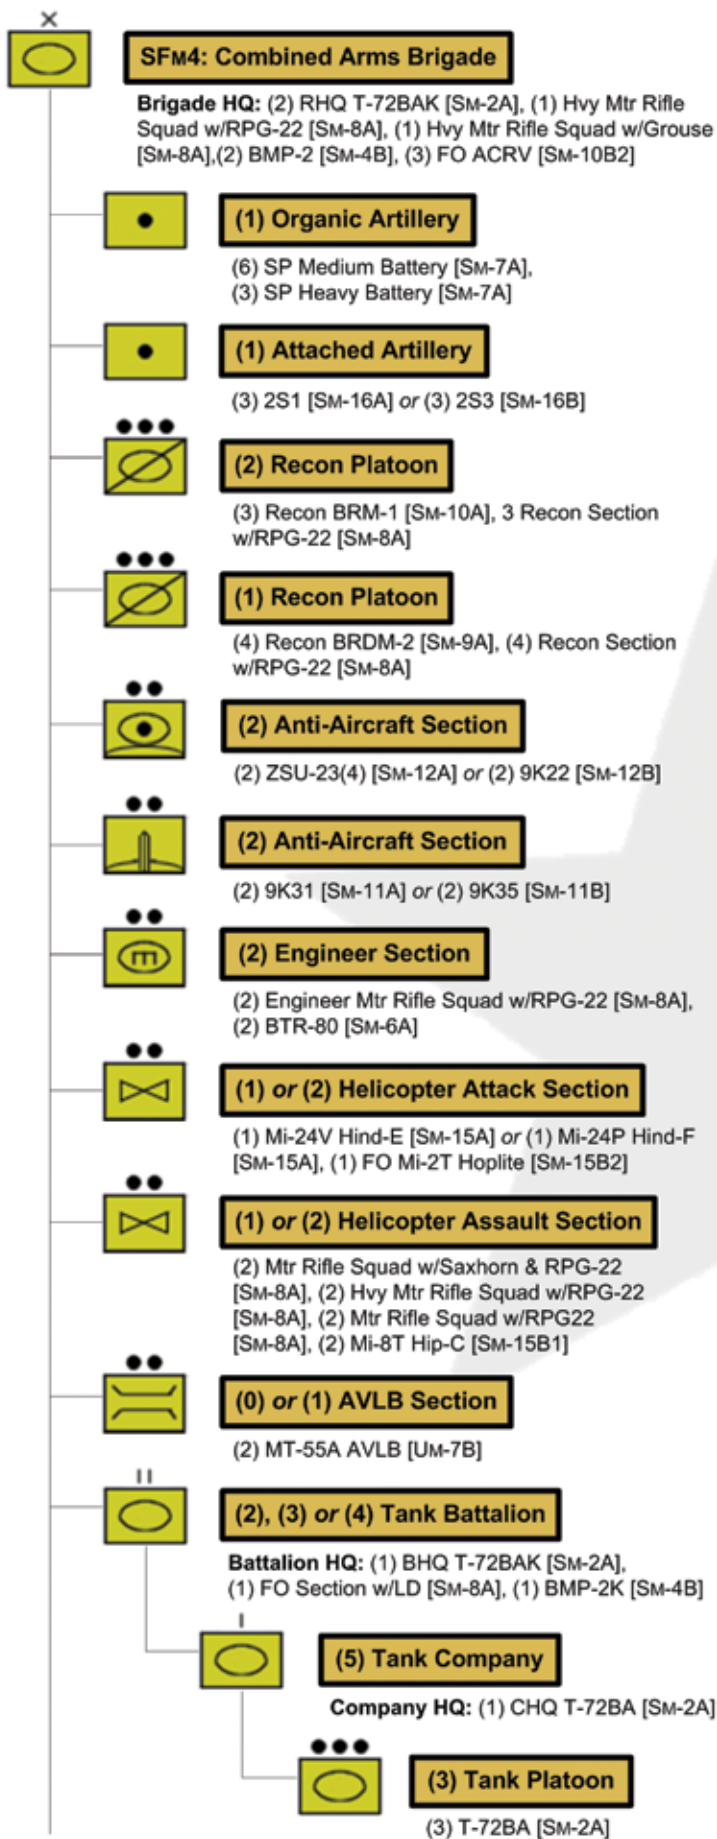 SFM4: Combined Arms Brigade
Brigade HQ: (2) RHQ T-72BAK [SM-2A], (1) Hvy Mtr Rifle
Squad w/RPG-22 [SM-8A], (1) Hvy Mtr Rifle Squad w/Grouse
[SM-8A],(2) BMP-2 [SM-4B], (3) FO ACRV [SM-10B2]
(1) Organic Artillery
(6) SP Medium Battery [SM-7A],
(3) SP Heavy Battery [SM-7A]
(1) Attached Artillery
(3) 2S1 [SM-16A] or (3) 2S3 [SM-16B]
(2) Recon Platoon
(3) Recon BRM-1 [SM-10A], 3 Recon Section
w/RPG-22 [SM-8A]
(1) Recon Platoon
(4) Recon BRDM-2 [SM-9A], (4) Recon Section
w/RPG-22 [SM-8A]
(2) Anti-Aircraft Section
(2) ZSU-23(4) [SM-12A] or (2) 9K22 [SM-12B]
(2) Anti-Aircraft Section
(2) 9K31 [SM-11A] or (2) 9K35 [SM-11B]
(2) Engineer Section
(2) Engineer Mtr Rifle Squad w/RPG-22 [SM-8A],
(2) BTR-80 [SM-6A]
(1) or (2) Helicopter Attack Section
(1) Mi-24V Hind-E [SM-15A] or (1) Mi-24P Hind-F
[SM-15A], (1) FO Mi-2T Hoplite [SM-15B2]
(1) or (2) Helicopter Assault Section
(2) Mtr Rifle Squad w/Saxhorn & RPG-22
[SM-8A], (2) Hvy Mtr Rifle Squad w/RPG-22
[SM-8A], (2) Mtr Rifle Squad w/RPG22
[SM-8A], (2) Mi-8T Hip-C [SM-15B1]
(0) or (1) AVLB Section
(2) MT-55A AVLB [UM-7B]
(2), (3) or (4) Tank Battalion
Battalion HQ: (1) BHQ T-72BAK [SM-2A],
(1) FO Section w/LD [SM-8A], (1) BMP-2K [SM-4B]
(5) Tank Company
Company HQ: (1) CHQ T-72BA [SM-2A]
(3) Tank Platoon
(3) T-72BA [SM-2A]